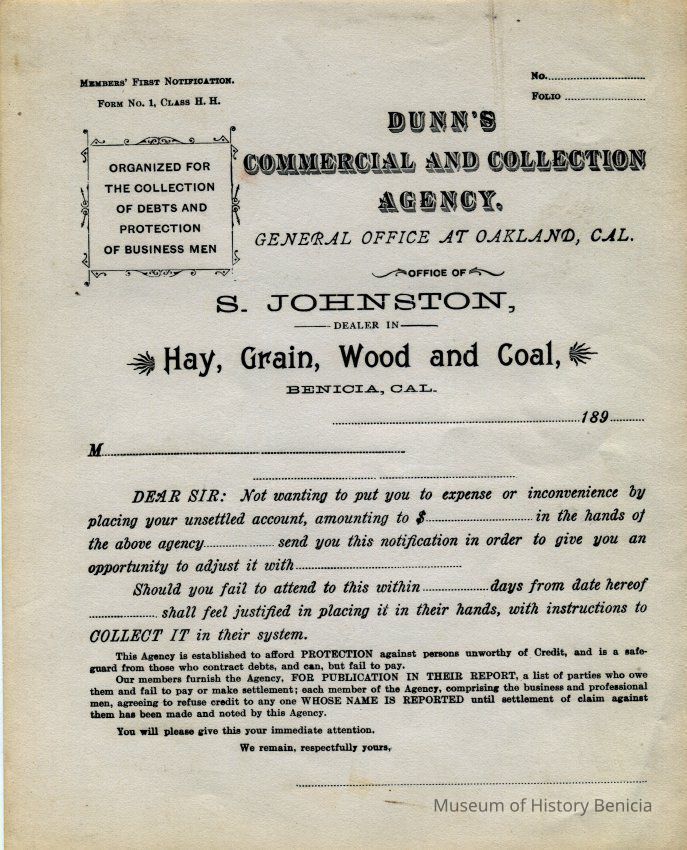 MEMBERS' FIRST NOTIFICATION.
FORM NO. 1, CLASS H. H.
No.
FOLIO
ORGANIZED FOR
THE COLLECTION
OF DEBTS AND
PROTECTION
OF BUSINESS MEN
DUNN'S
COMMERCIAL AND COLLECTION
AGENCY.
GENERAL OFFICE AT OAKLAND, CAL.
OFFICE OF
S. JOHNSTON,
DEALER IN
Hay, Grain, Wood and Coal,
BENICIA, CAL.
189
M
DEAR SIR: Not wanting to put you to expense or inconvenience by
placing your unsettled account, amounting to $ in the hands of
the above agency send you this notification in order to give you an
opportunity to adjust it with
Should you fail to attend to this within days from date hereof
shall feel justified in placing it in their hands, with instructions to
COLLECT IT in their system.
This Agency is established to afford PROTECTION against persons unworthy of Credit, and is a safe-
guard from those who contract debts, and can, but fail to pay.
Our members furnish the Agency, FOR PUBLICATION IN THEIR REPORT, a list of parties who owe
them and fail to pay or make settlement; each member of the Agency, comprising the business and professional
men, agreeing to refuse credit to any one WHOSE NAME IS REPORTED until settlement of claim against
them has been made and noted by this Agency.
You will please give this your immediate attention.
We remain, respectfully yours,
Museum of History Benicia